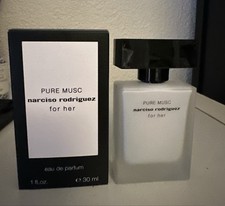 PURE MUSC
narciso rodriguez
for her
eau de parfum
1 fl.oz. ℮ 30 ml
PURE MUSC
narciso rodriguez
for her